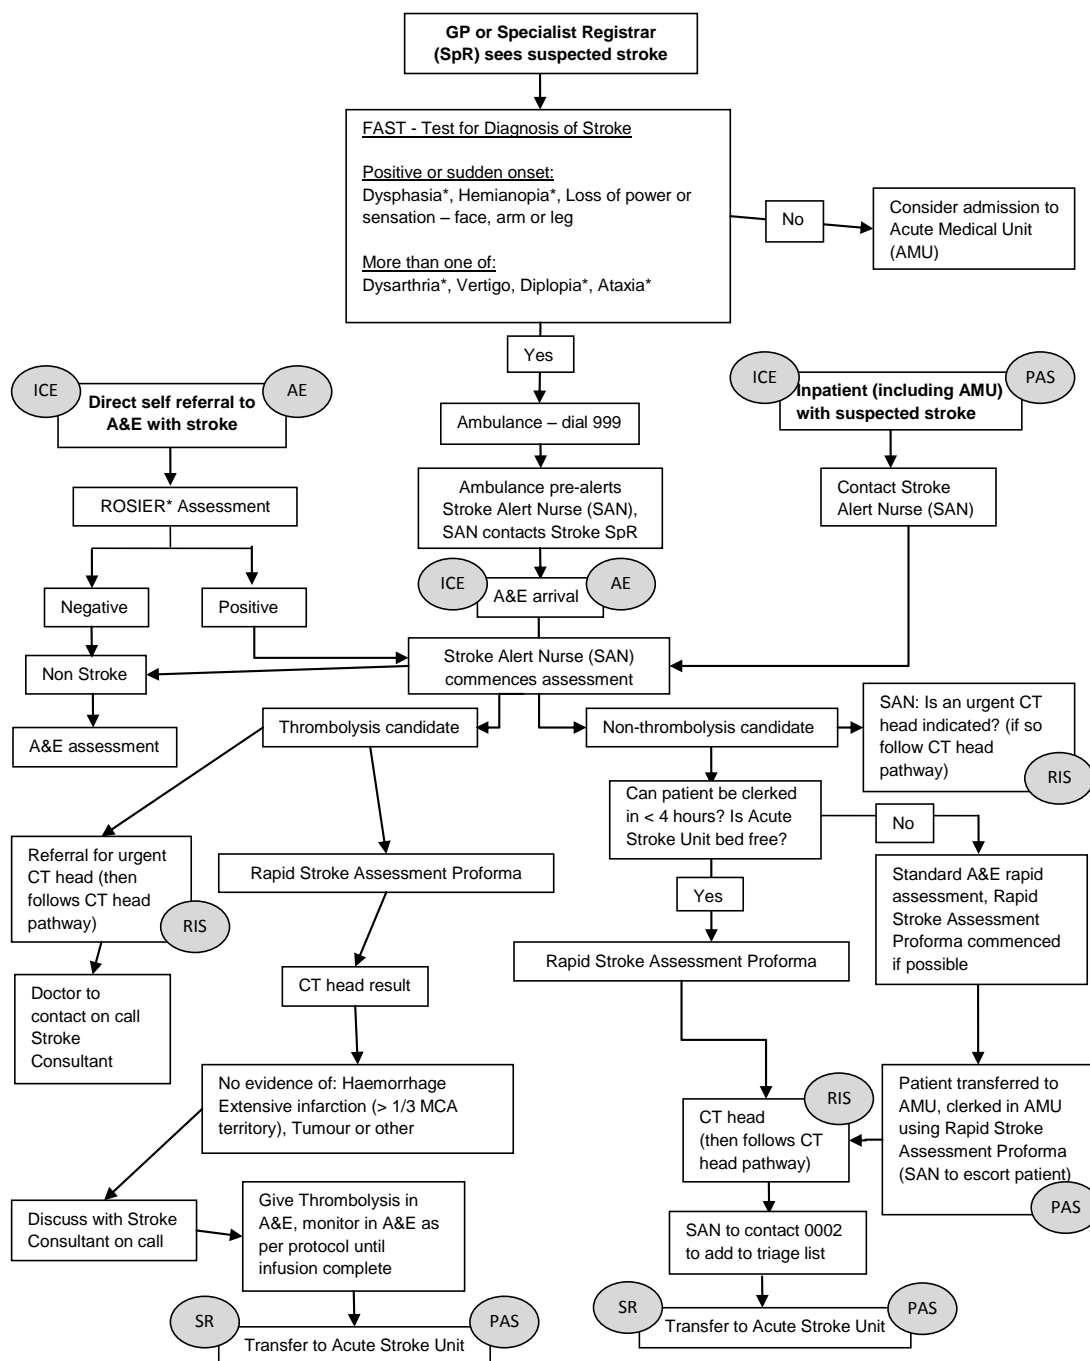 GP or Specialist Registrar
(SpR) sees suspected stroke
FAST - Test for Diagnosis of Stroke
Positive or sudden onset:
Dysphasia*, Hemianopia*, Loss of power or
sensation – face, arm or leg
More than one of:
Dysarthria*, Vertigo, Diplopia*, Ataxia*
No
Consider admission to
Acute Medical Unit
(AMU)
Yes
ICE
AE
Direct self referral to
A&E with stroke
Ambulance – dial 999
ICE
PAS
Inpatient (including AMU)
with suspected stroke
ROSIER* Assessment
Ambulance pre-alerts
Stroke Alert Nurse (SAN),
SAN contacts Stroke SpR
Contact Stroke
Alert Nurse (SAN)
Negative
Positive
ICE
AE
A&E arrival
Non Stroke
Stroke Alert Nurse (SAN)
commences assessment
A&E assessment
Thrombolysis candidate
Non-thrombolysis candidate
SAN: Is an urgent CT
head indicated? (if so
follow CT head
pathway)
RIS
Can patient be clerked
in < 4 hours? Is Acute
Stroke Unit bed free?
No
Referral for urgent
CT head (then
follows CT head
pathway)
RIS
Rapid Stroke Assessment Proforma
Yes
Standard A&E rapid
assessment, Rapid
Stroke Assessment
Proforma commenced
if possible
Rapid Stroke Assessment Proforma
Doctor to
contact on call
Stroke
Consultant
CT head result
No evidence of: Haemorrhage
Extensive infarction (> 1/3 MCA
territory), Tumour or other
RIS
CT head
(then follows CT
head pathway)
Patient transferred to
AMU, clerked in AMU
using Rapid Stroke
Assessment Proforma
(SAN to escort patient)
PAS
Discuss with Stroke
Consultant on call
Give Thrombolysis in
A&E, monitor in A&E as
per protocol until
infusion complete
SAN to contact 0002
to add to triage list
SR
PAS
Transfer to Acute Stroke Unit
SR
PAS
Transfer to Acute Stroke Unit